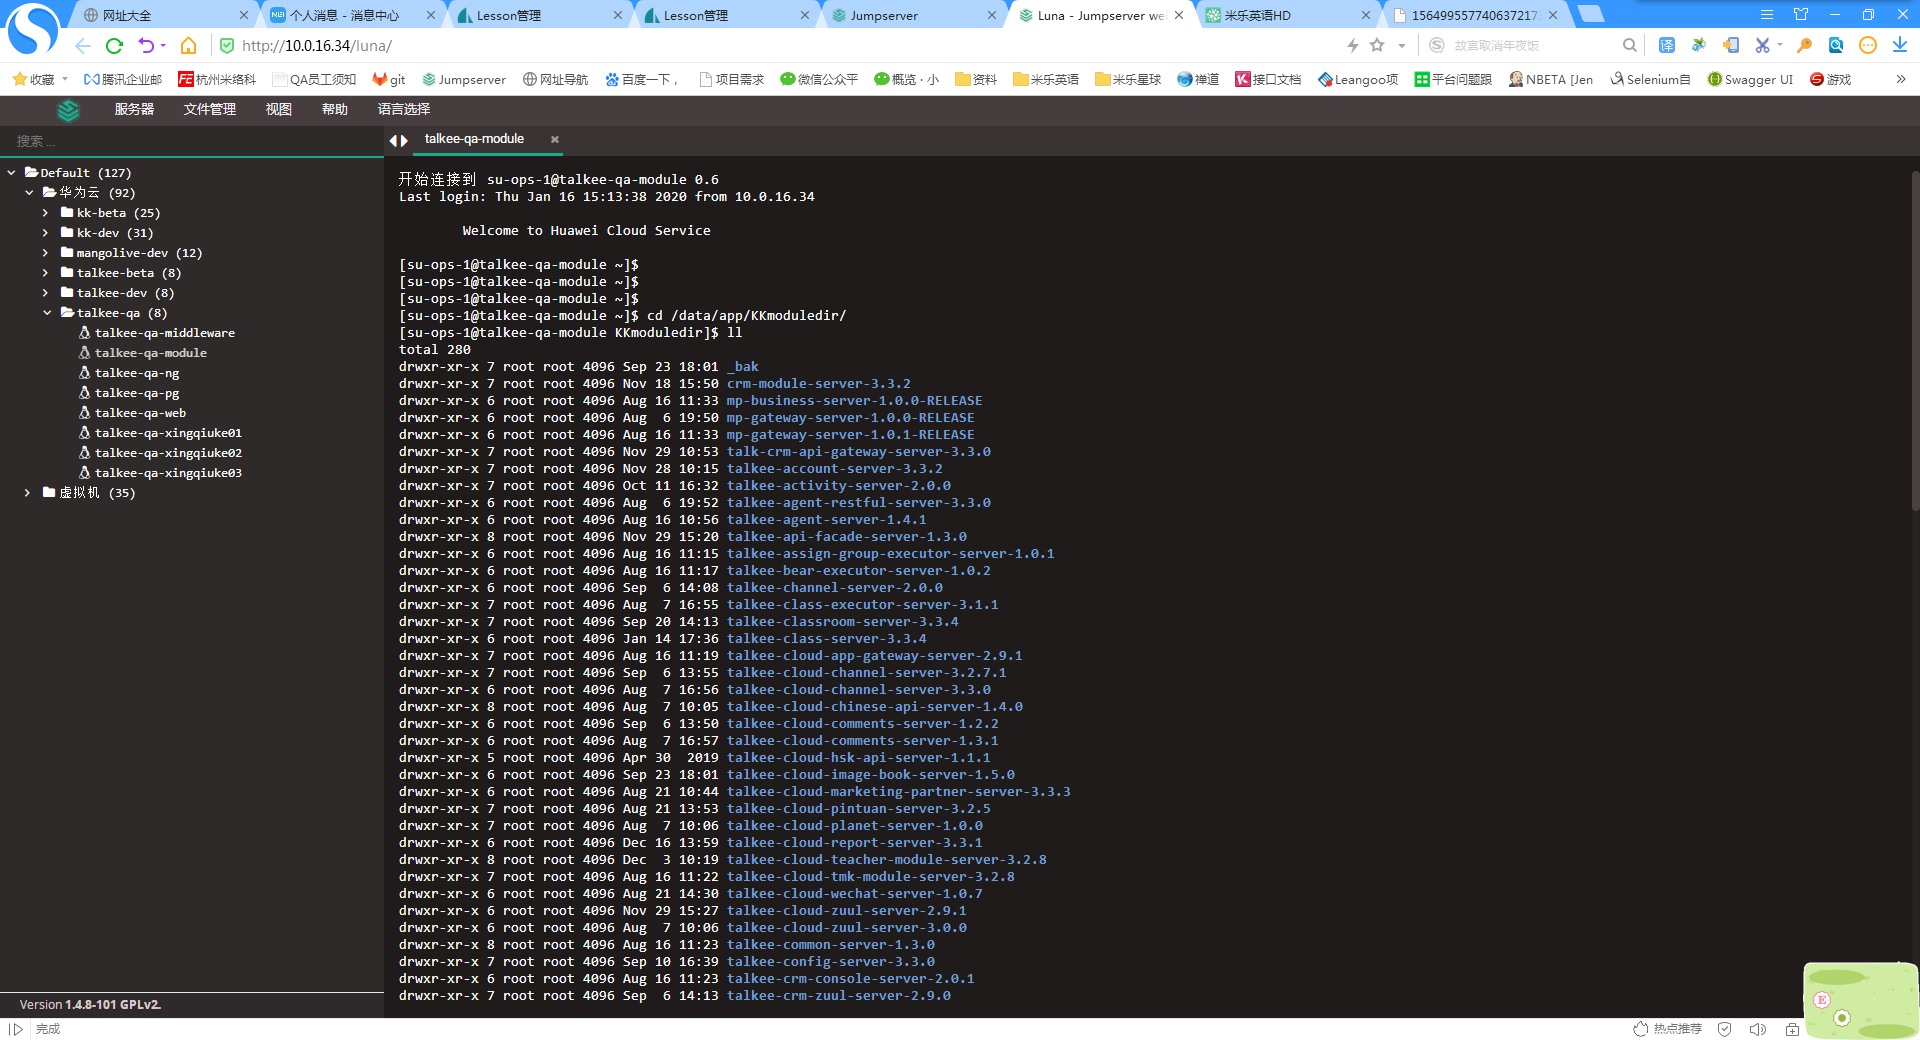 网址大全
个人消息 - 消息中心
Lesson管理
Lesson管理
Jumpserver
Luna - Jumpserver we
米乐英语HD
156499557740637217
http://10.0.16.34/luna/
故宫取消年夜饭
收藏
腾讯企业邮
杭州米络科
QA员工须知
git
Jumpserver
网址导航
百度一下，
项目需求
微信公众平
概览 · 小
资料
米乐英语
米乐星球
禅道
接口文档
Leangoo项
平台问题跟
NBETA [Jen
Selenium自
Swagger UI
游戏
服务器
文件管理
视图
帮助
语言选择
搜索 ...
Default (127)
华为云 (92)
kk-beta (25)
kk-dev (31)
mangolive-dev (12)
talkee-beta (8)
talkee-dev (8)
talkee-qa (8)
talkee-qa-middleware
talkee-qa-module
talkee-qa-ng
talkee-qa-pg
talkee-qa-web
talkee-qa-xingqiuke01
talkee-qa-xingqiuke02
talkee-qa-xingqiuke03
虚拟机 (35)
Version 1.4.8-101 GPLv2.
talkee-qa-module
开始连接到 su-ops-1@talkee-qa-module 0.6
Last login: Thu Jan 16 15:13:38 2020 from 10.0.16.34
Welcome to Huawei Cloud Service
[su-ops-1@talkee-qa-module ~]$
[su-ops-1@talkee-qa-module ~]$
[su-ops-1@talkee-qa-module ~]$
[su-ops-1@talkee-qa-module ~]$ cd /data/app/KKmoduledir/
[su-ops-1@talkee-qa-module KKmoduledir]$ ll
total 280
drwxr-xr-x 7 root root 4096 Sep 23 18:01 _bak
drwxr-xr-x 7 root root 4096 Nov 18 15:50 crm-module-server-3.3.2
drwxr-xr-x 6 root root 4096 Aug 16 11:33 mp-business-server-1.0.0-RELEASE
drwxr-xr-x 6 root root 4096 Aug  6 19:50 mp-gateway-server-1.0.0-RELEASE
drwxr-xr-x 6 root root 4096 Aug 16 11:33 mp-gateway-server-1.0.1-RELEASE
drwxr-xr-x 7 root root 4096 Nov 29 10:53 talk-crm-api-gateway-server-3.3.0
drwxr-xr-x 7 root root 4096 Nov 28 10:15 talkee-account-server-3.3.2
drwxr-xr-x 7 root root 4096 Oct 11 16:32 talkee-activity-server-2.0.0
drwxr-xr-x 6 root root 4096 Aug  6 19:52 talkee-agent-restful-server-3.3.0
drwxr-xr-x 6 root root 4096 Aug 16 10:56 talkee-agent-server-1.4.1
drwxr-xr-x 8 root root 4096 Nov 29 15:20 talkee-api-facade-server-1.3.0
drwxr-xr-x 6 root root 4096 Aug 16 11:15 talkee-assign-group-executor-server-1.0.1
drwxr-xr-x 6 root root 4096 Aug 16 11:17 talkee-bear-executor-server-1.0.2
drwxr-xr-x 6 root root 4096 Sep  6 14:08 talkee-channel-server-2.0.0
drwxr-xr-x 7 root root 4096 Aug  7 16:55 talkee-class-executor-server-3.1.1
drwxr-xr-x 7 root root 4096 Sep 20 14:13 talkee-classroom-server-3.3.4
drwxr-xr-x 6 root root 4096 Jan 14 17:36 talkee-class-server-3.3.4
drwxr-xr-x 7 root root 4096 Aug 16 11:19 talkee-cloud-app-gateway-server-2.9.1
drwxr-xr-x 7 root root 4096 Sep  6 13:55 talkee-cloud-channel-server-3.2.7.1
drwxr-xr-x 6 root root 4096 Aug  7 16:56 talkee-cloud-channel-server-3.3.0
drwxr-xr-x 8 root root 4096 Aug  7 10:05 talkee-cloud-chinese-api-server-1.4.0
drwxr-xr-x 6 root root 4096 Sep  6 13:50 talkee-cloud-comments-server-1.2.2
drwxr-xr-x 6 root root 4096 Aug  7 16:57 talkee-cloud-comments-server-1.3.1
drwxr-xr-x 5 root root 4096 Apr 30  2019 talkee-cloud-hsk-api-server-1.1.1
drwxr-xr-x 6 root root 4096 Sep 23 18:01 talkee-cloud-image-book-server-1.5.0
drwxr-xr-x 6 root root 4096 Aug 21 10:44 talkee-cloud-marketing-partner-server-3.3.3
drwxr-xr-x 7 root root 4096 Aug 21 13:53 talkee-cloud-pintuan-server-3.2.5
drwxr-xr-x 7 root root 4096 Aug  7 10:06 talkee-cloud-planet-server-1.0.0
drwxr-xr-x 6 root root 4096 Dec 16 13:59 talkee-cloud-report-server-3.3.1
drwxr-xr-x 8 root root 4096 Dec  3 10:19 talkee-cloud-teacher-module-server-3.2.8
drwxr-xr-x 7 root root 4096 Aug 16 11:22 talkee-cloud-tmk-module-server-3.2.8
drwxr-xr-x 6 root root 4096 Aug 21 14:30 talkee-cloud-wechat-server-1.0.7
drwxr-xr-x 6 root root 4096 Nov 29 15:27 talkee-cloud-zuul-server-2.9.1
drwxr-xr-x 6 root root 4096 Aug  7 10:06 talkee-cloud-zuul-server-3.0.0
drwxr-xr-x 8 root root 4096 Aug 16 11:23 talkee-common-server-1.3.0
drwxr-xr-x 7 root root 4096 Sep 10 16:39 talkee-config-server-3.3.0
drwxr-xr-x 6 root root 4096 Aug 16 11:23 talkee-crm-console-server-2.0.1
drwxr-xr-x 7 root root 4096 Sep  6 14:13 talkee-crm-zuul-server-2.9.0
完成
热点推荐
E